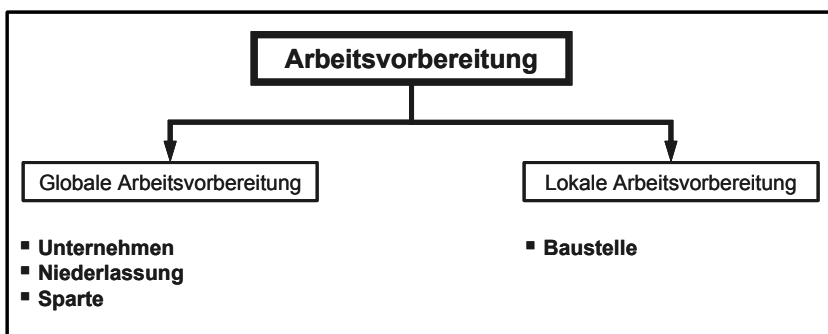 Arbeitsvorbereitung
Globale Arbeitsvorbereitung
Lokale Arbeitsvorbereitung
▪ Unternehmen
▪ Niederlassung
▪ Sparte
▪ Baustelle